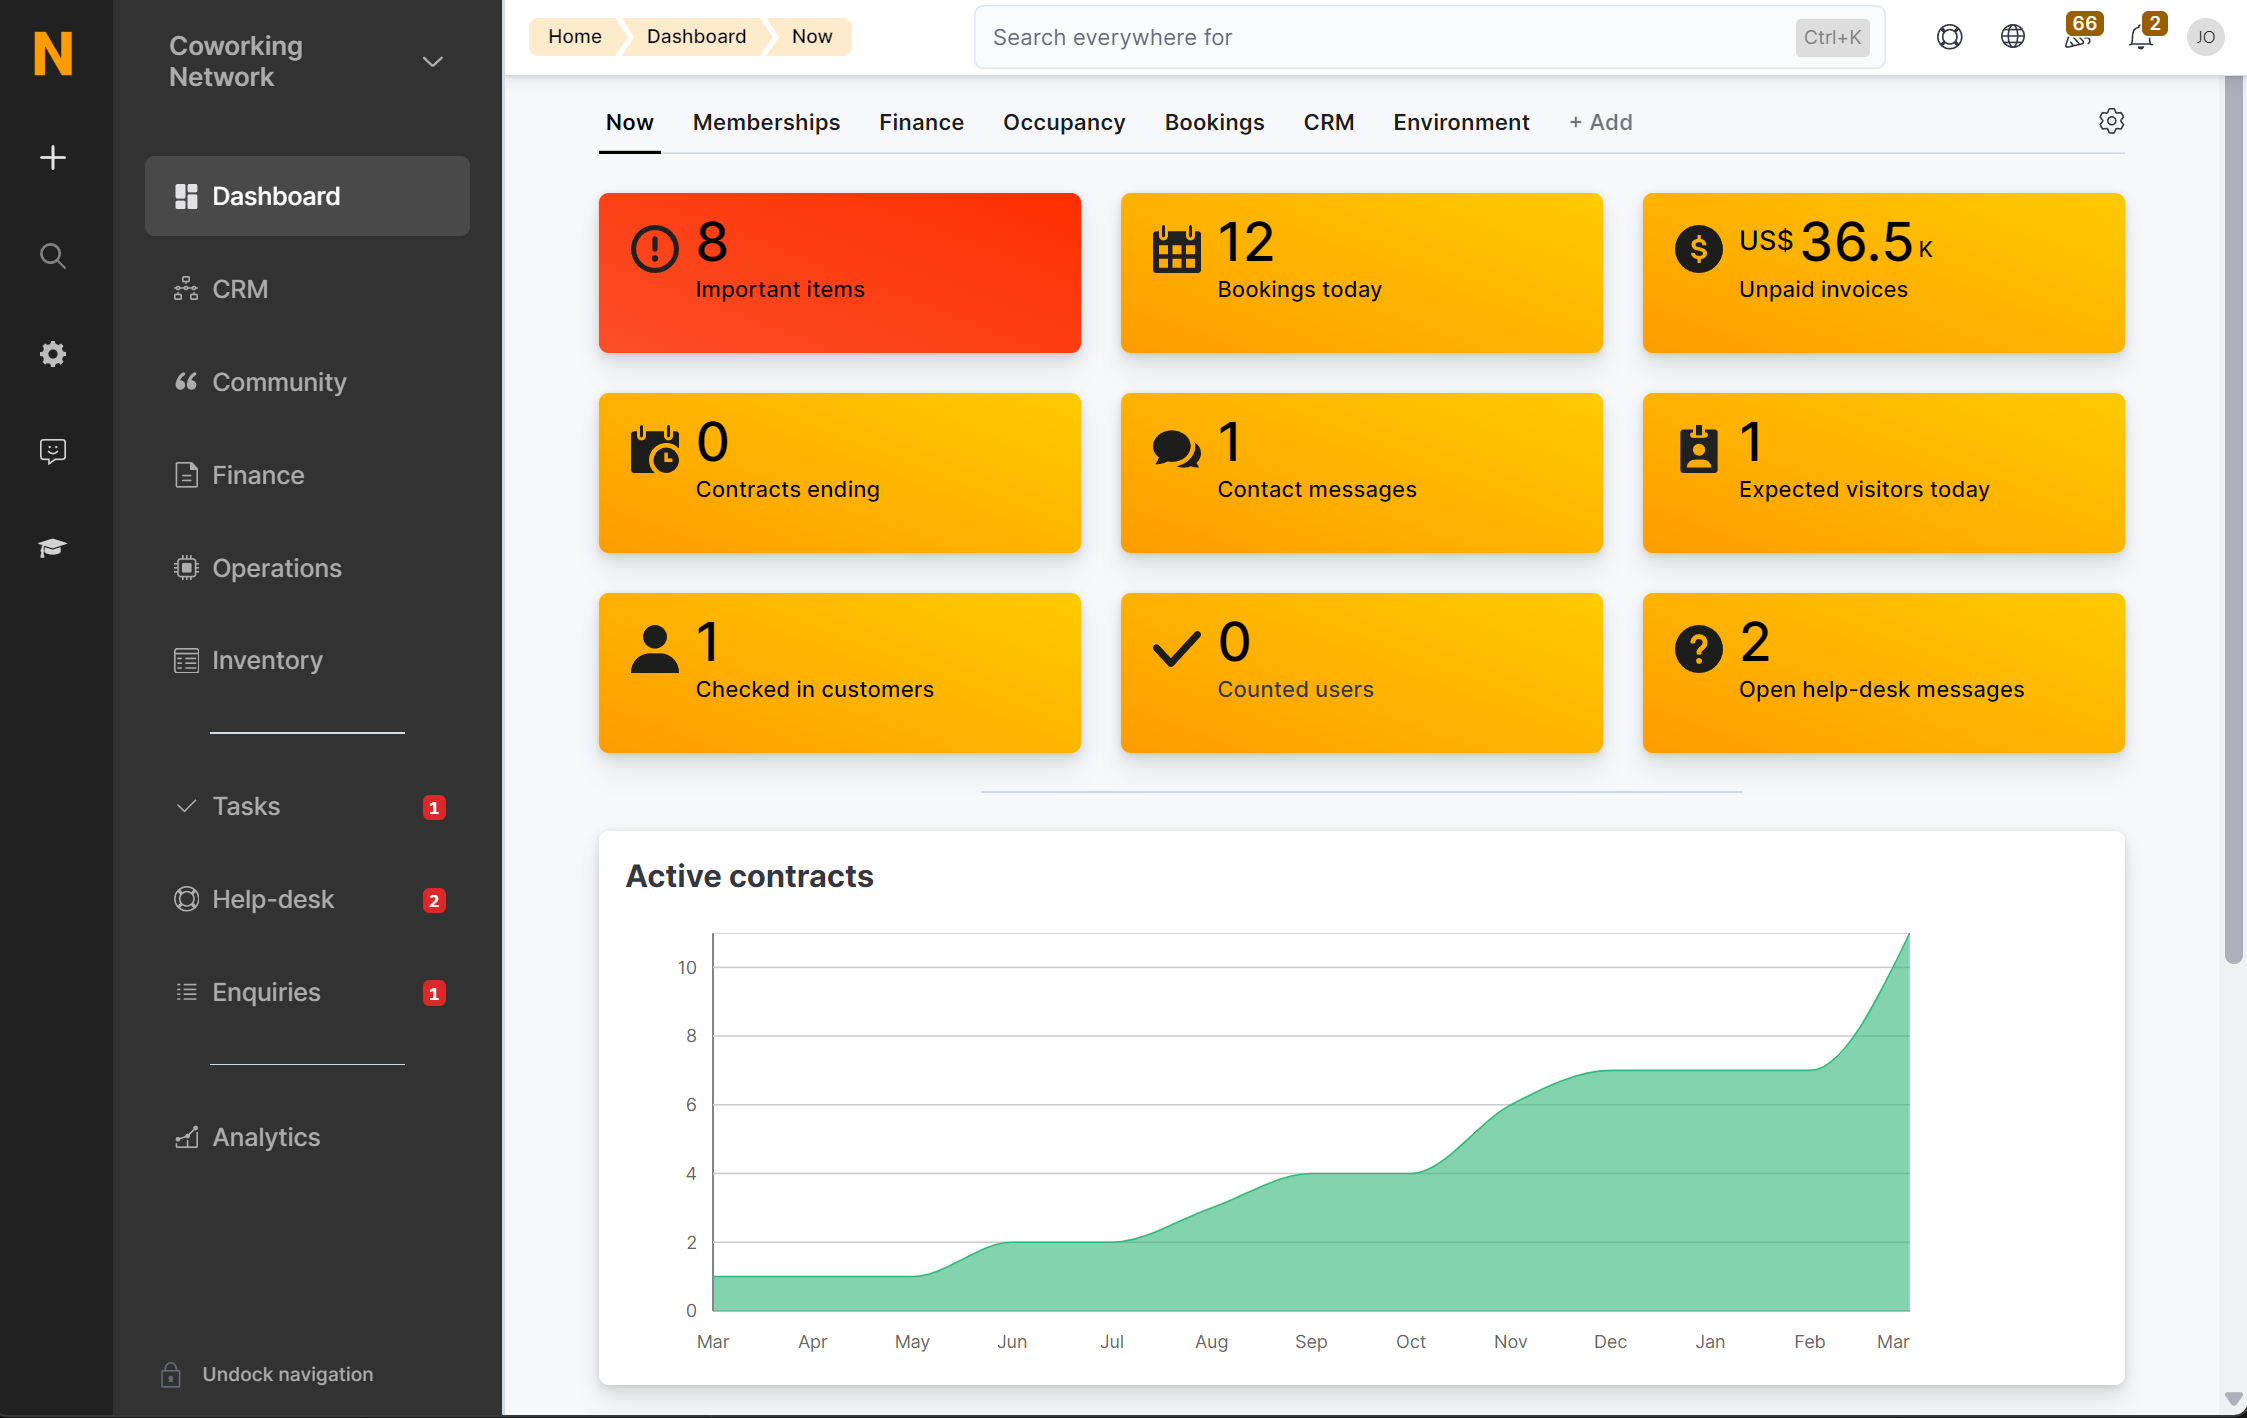 N
Coworking
Network
Dashboard
CRM
Community
Finance
Operations
Inventory
Tasks 1
Help-desk 2
Enquiries 1
Analytics
Undock navigation
Home Dashboard Now
Search everywhere for Ctrl+K
66 2 JO
Now Memberships Finance Occupancy Bookings CRM Environment + Add
8
Important items
12
Bookings today
US$ 36.5 K
Unpaid invoices
0
Contracts ending
1
Contact messages
1
Expected visitors today
1
Checked in customers
0
Counted users
2
Open help-desk messages
Active contracts
10
8
6
4
2
0
Mar Apr May Jun Jul Aug Sep Oct Nov Dec Jan Feb Mar